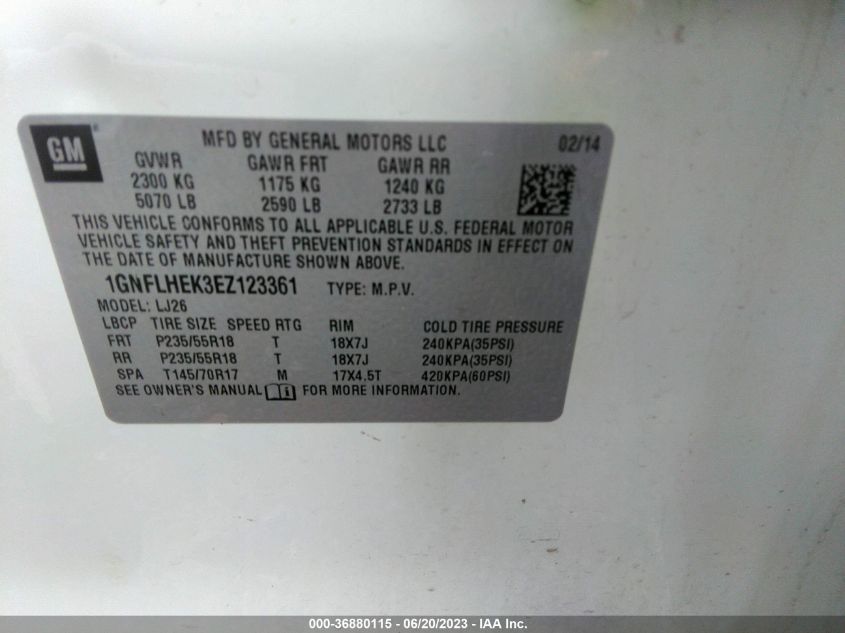 GM
MFD BY GENERAL MOTORS LLC 02/14
GVWR GAWR FRT GAWR RR
2300 KG 1175 KG 1240 KG
5070 LB 2590 LB 2733 LB
THIS VEHICLE CONFORMS TO ALL APPLICABLE U.S. FEDERAL MOTOR
VEHICLE SAFETY AND THEFT PREVENTION STANDARDS IN EFFECT ON
THE DATE OF MANUFACTURE SHOWN ABOVE.
1GNFLHEK3EZ123361 TYPE: M.P.V.
MODEL: LJ26
LBCP TIRE SIZE SPEED RTG RIM COLD TIRE PRESSURE
FRT P235/55R18 T 18X7J 240KPA(35PSI)
RR P235/55R18 T 18X7J 240KPA(35PSI)
SPA T145/70R17 M 17X4.5T 420KPA(60PSI)
SEE OWNER'S MANUAL FOR MORE INFORMATION.
000-36880115 - 06/20/2023 - IAA Inc.